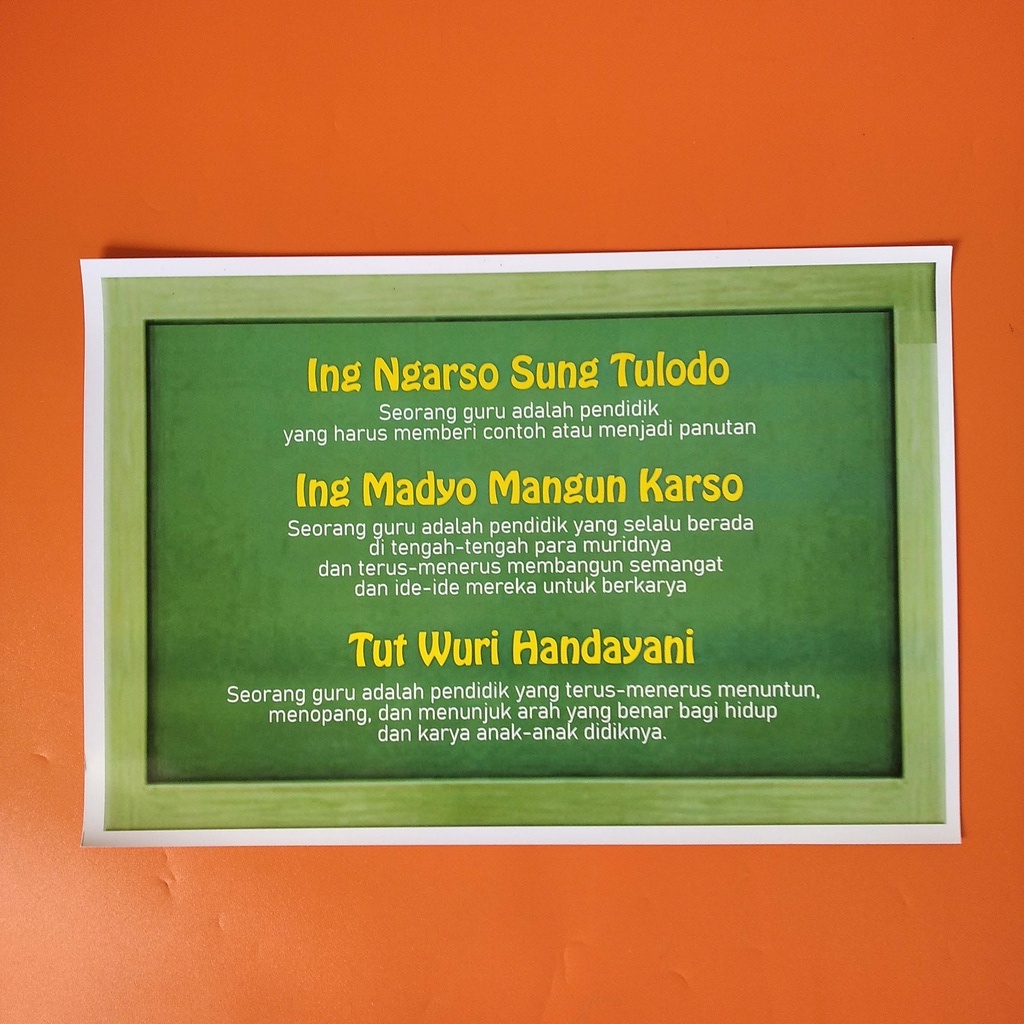 Ing Ngarso Sung Tulodo
Seorang guru adalah pendidik
yang harus memberi contoh atau menjadi panutan
Ing Madyo Mangun Karso
Seorang guru adalah pendidik yang selalu berada
di tengah-tengah para muridnya
dan terus-menerus membangun semangat
dan ide-ide mereka untuk berkarya
Tut Wuri Handayani
Seorang guru adalah pendidik yang terus-menerus menuntun,
menopang, dan menunjuk arah yang benar bagi hidup
dan karya anak-anak didiknya.